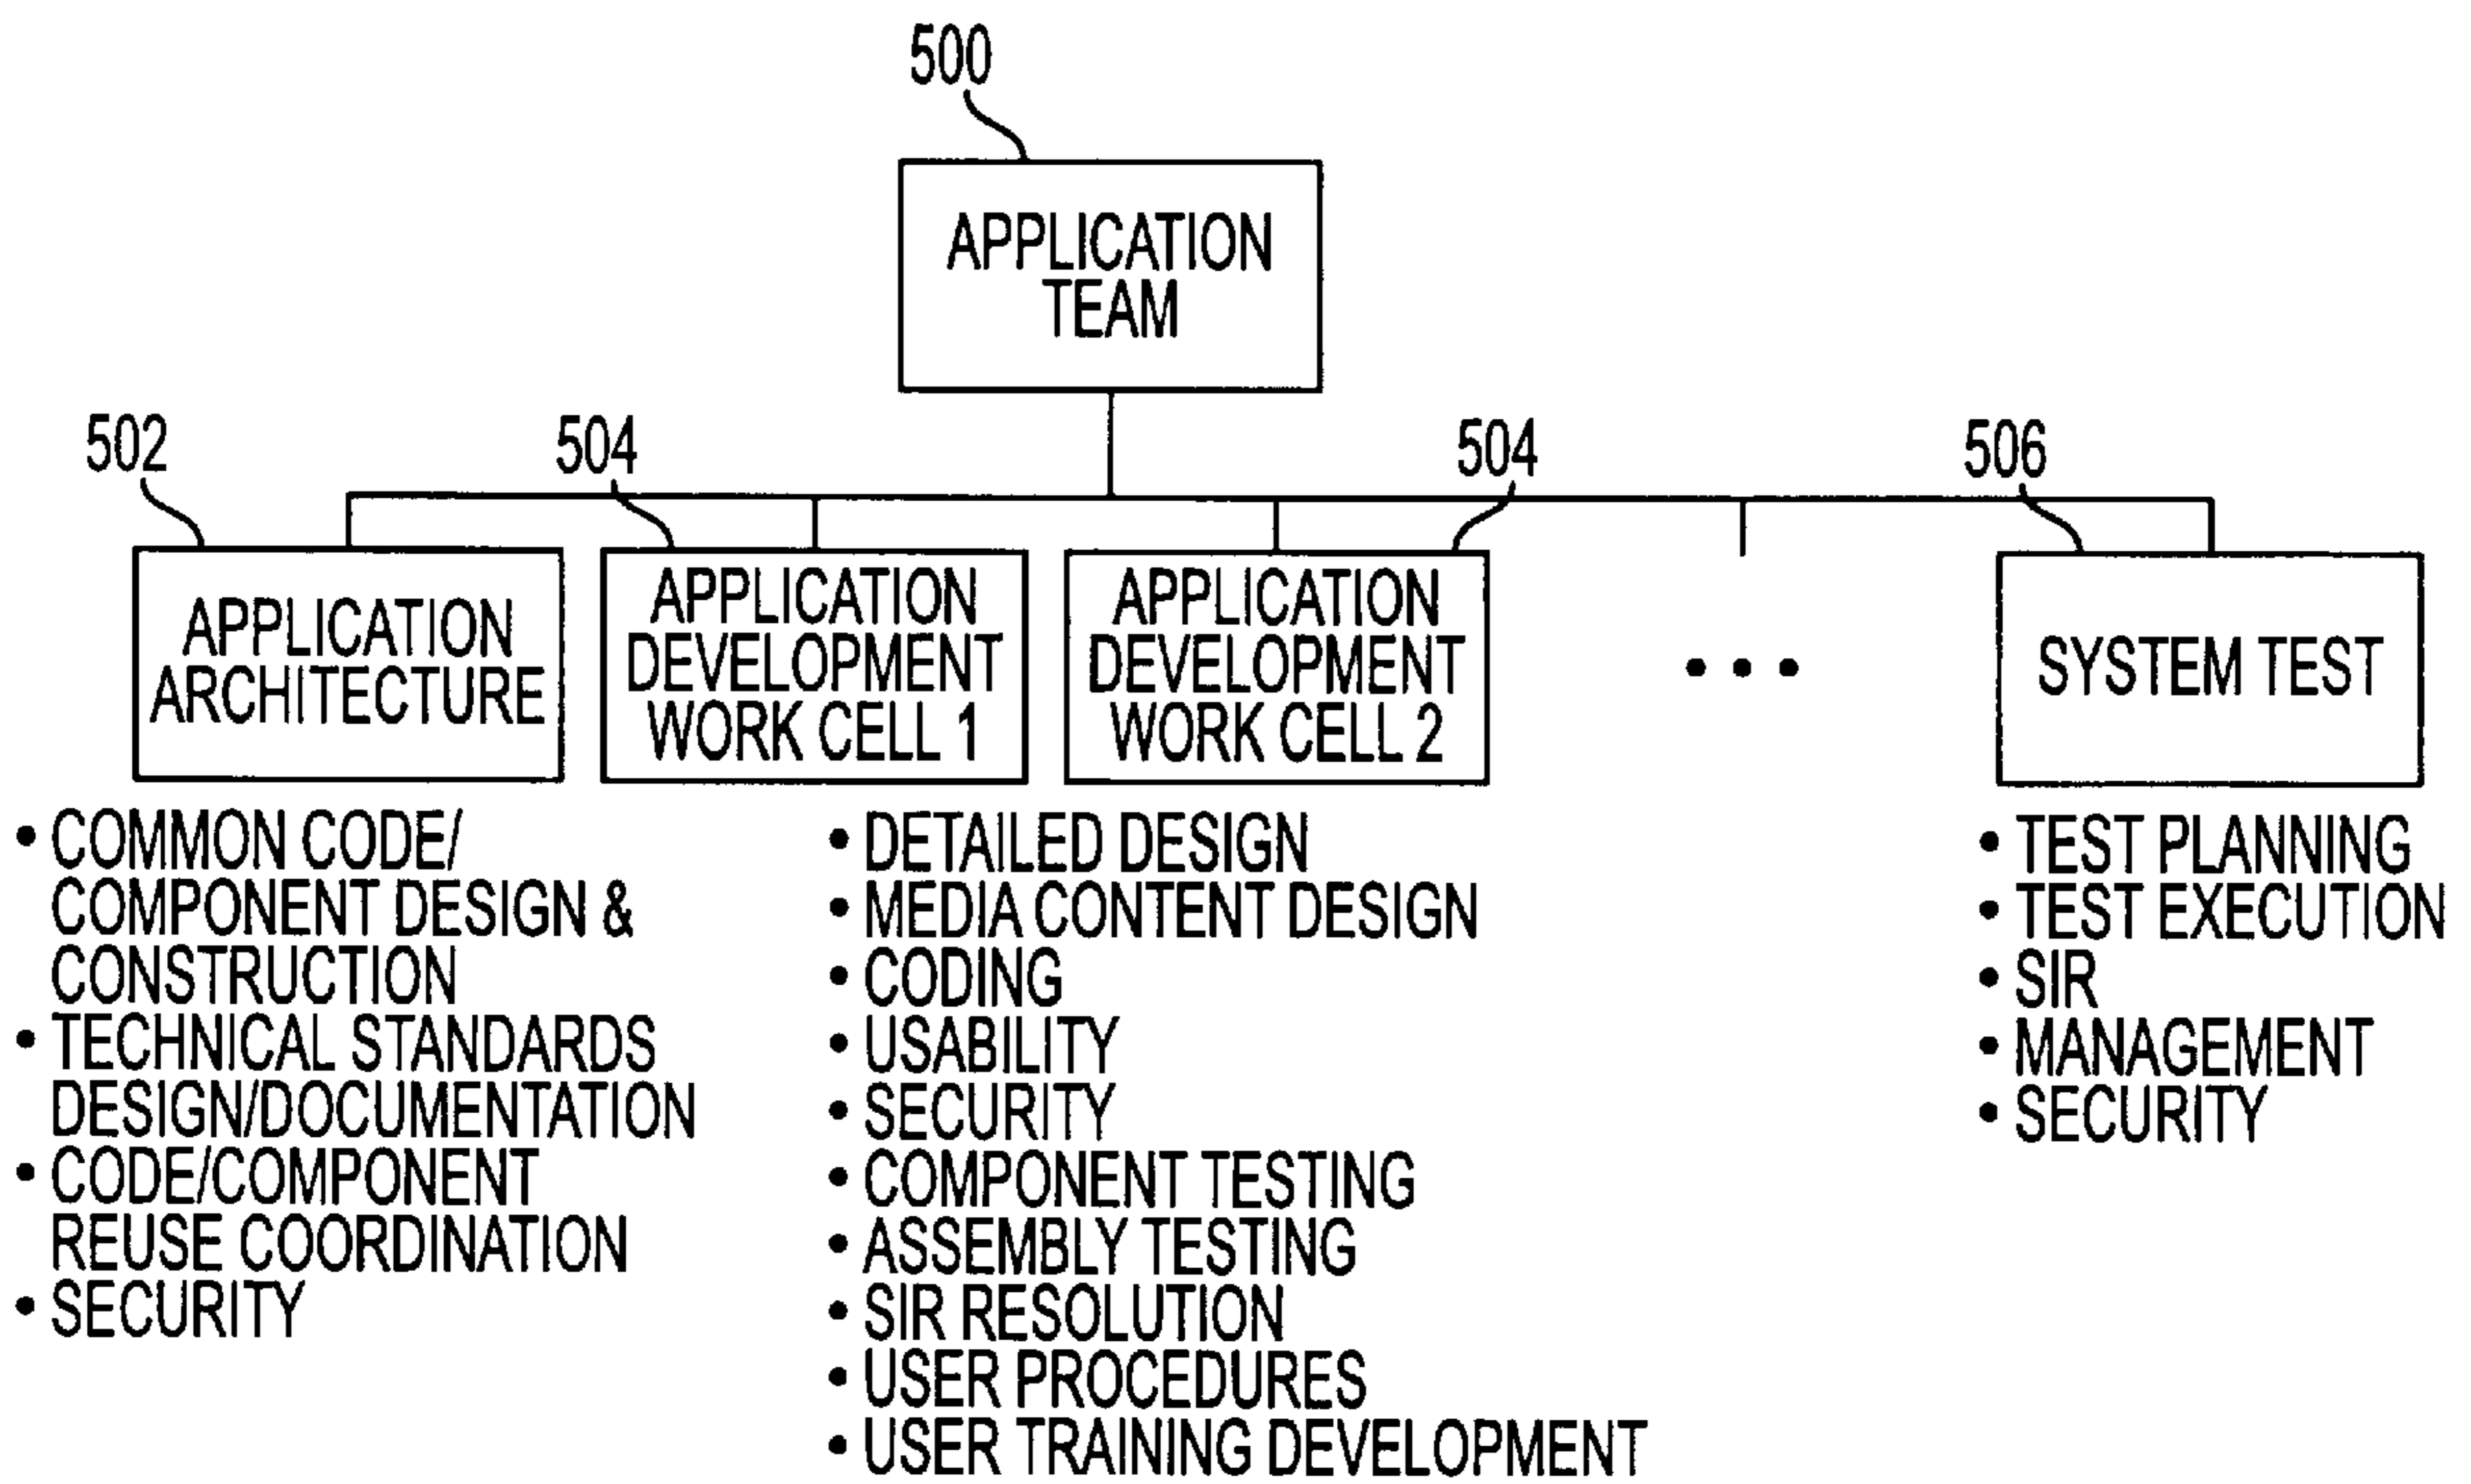 500
APPLICATION
TEAM
502
504
504
506
APPLICATION
ARCHITECTURE
APPLICATION
DEVELOPMENT
WORK CELL 1
APPLICATION
DEVELOPMENT
WORK CELL 2
• • •
SYSTEM TEST
• COMMON CODE/
COMPONENT DESIGN &
CONSTRUCTION
• TECHNICAL STANDARDS
DESIGN/DOCUMENTATION
• CODE/COMPONENT
REUSE COORDINATION
• SECURITY
• DETAILED DESIGN
• MEDIA CONTENT DESIGN
• CODING
• USABILITY
• SECURITY
• COMPONENT TESTING
• ASSEMBLY TESTING
• SIR RESOLUTION
• USER PROCEDURES
• USER TRAINING DEVELOPMENT
• TEST PLANNING
• TEST EXECUTION
• SIR
• MANAGEMENT
• SECURITY